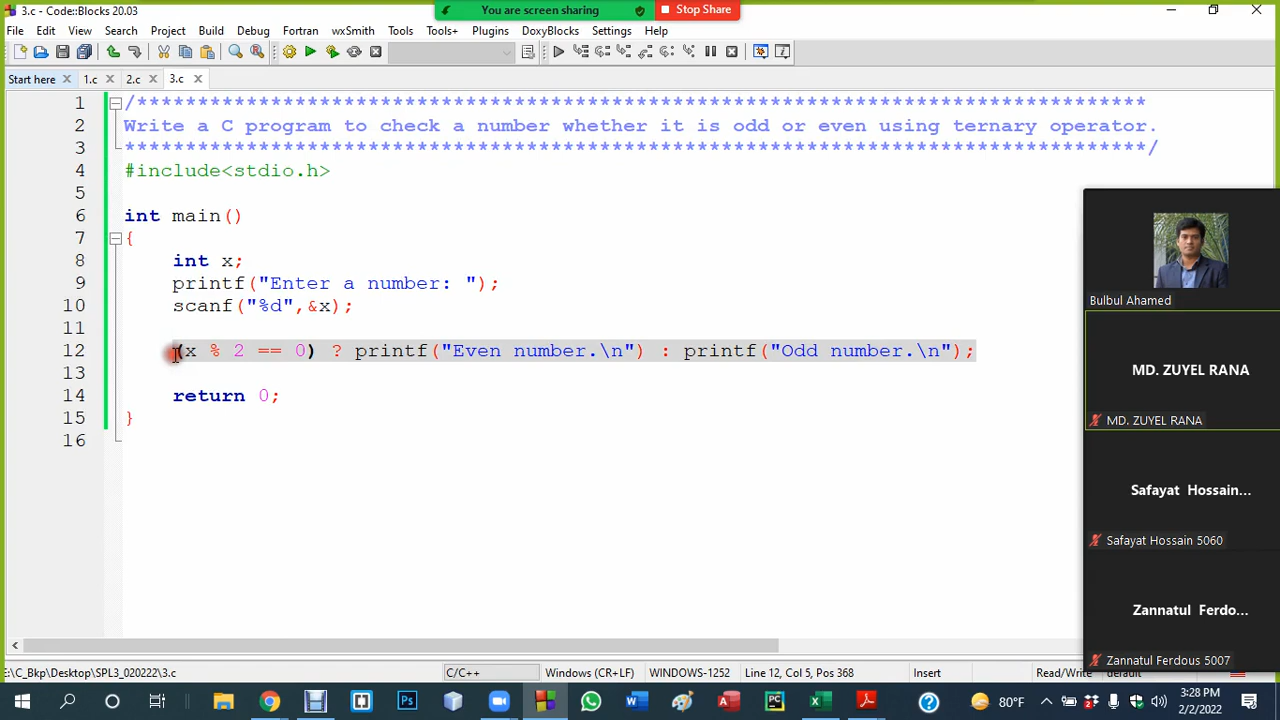 3.c - Code::Blocks 20.03
You are screen sharing
Stop Share
File Edit View Search Project Build Debug Fortran wxSmith Tools Tools+ Plugins DoxyBlocks Settings Help
Start here 1.c 2.c 3.c
1 /***********************************************************************************
2 Write a C program to check a number whether it is odd or even using ternary operator.
3 ************************************************************************************/
4 #include<stdio.h>
5
6 int main()
7 {
8 int x;
9 printf("Enter a number: ");
10 scanf("%d",&x);
11
12 (x % 2 == 0) ? printf("Even number.\n") : printf("Odd number.\n");
13
14 return 0;
15 }
16
Bulbul Ahamed
MD. ZUYEL RANA
MD. ZUYEL RANA
Safayat Hossain...
Safayat Hossain 5060
Zannatul Ferdo...
Zannatul Ferdous 5007
E:\C_Bkp\Desktop\SPL3_020222\3.c C/C++ Windows (CR+LF) WINDOWS-1252 Line 12, Col 5, Pos 368 Insert Read/Write default
80°F
3:28 PM
2/2/2022